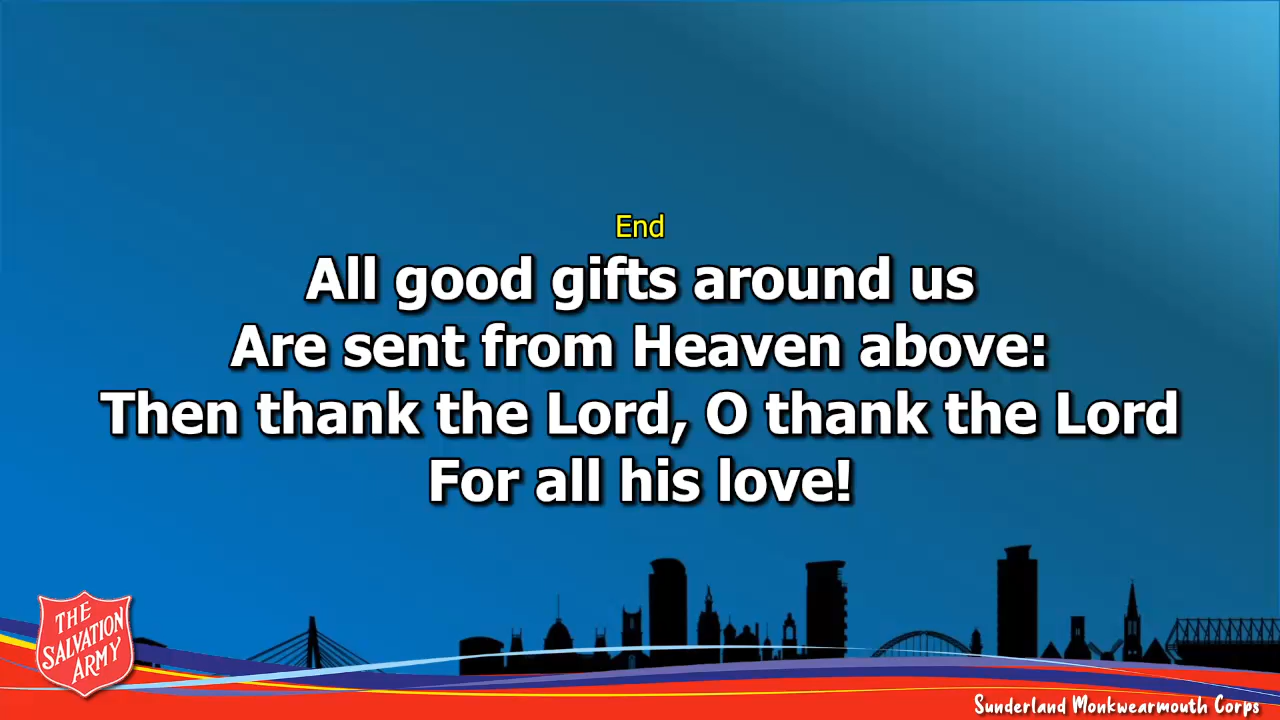 End
All good gifts around us
Are sent from Heaven above:
Then thank the Lord, O thank the Lord
For all his love!
THE
SALVATION
ARMY
Sunderland Monkwearmouth Corps